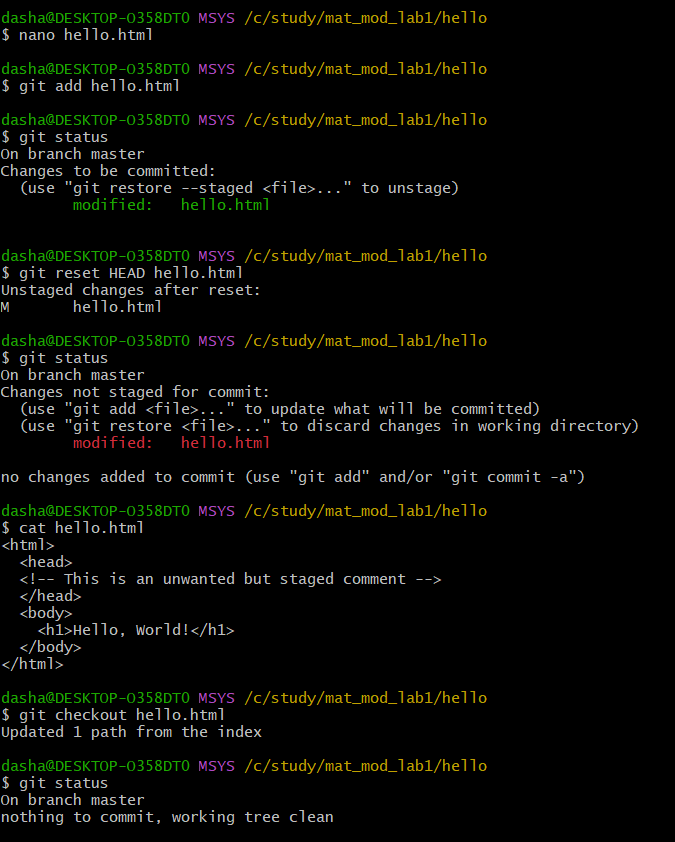 dasha@DESKTOP-O358DT0 MSYS /c/study/mat_mod_lab1/hello
$ nano hello.html
dasha@DESKTOP-O358DT0 MSYS /c/study/mat_mod_lab1/hello
$ git add hello.html
dasha@DESKTOP-O358DT0 MSYS /c/study/mat_mod_lab1/hello
$ git status
On branch master
Changes to be committed:
  (use "git restore --staged <file>..." to unstage)
        modified:   hello.html
dasha@DESKTOP-O358DT0 MSYS /c/study/mat_mod_lab1/hello
$ git reset HEAD hello.html
Unstaged changes after reset:
M       hello.html
dasha@DESKTOP-O358DT0 MSYS /c/study/mat_mod_lab1/hello
$ git status
On branch master
Changes not staged for commit:
  (use "git add <file>..." to update what will be committed)
  (use "git restore <file>..." to discard changes in working directory)
        modified:   hello.html
no changes added to commit (use "git add" and/or "git commit -a")
dasha@DESKTOP-O358DT0 MSYS /c/study/mat_mod_lab1/hello
$ cat hello.html
<html>
  <head>
  <!-- This is an unwanted but staged comment -->
  </head>
  <body>
    <h1>Hello, World!</h1>
  </body>
</html>
dasha@DESKTOP-O358DT0 MSYS /c/study/mat_mod_lab1/hello
$ git checkout hello.html
Updated 1 path from the index
dasha@DESKTOP-O358DT0 MSYS /c/study/mat_mod_lab1/hello
$ git status
On branch master
nothing to commit, working tree clean